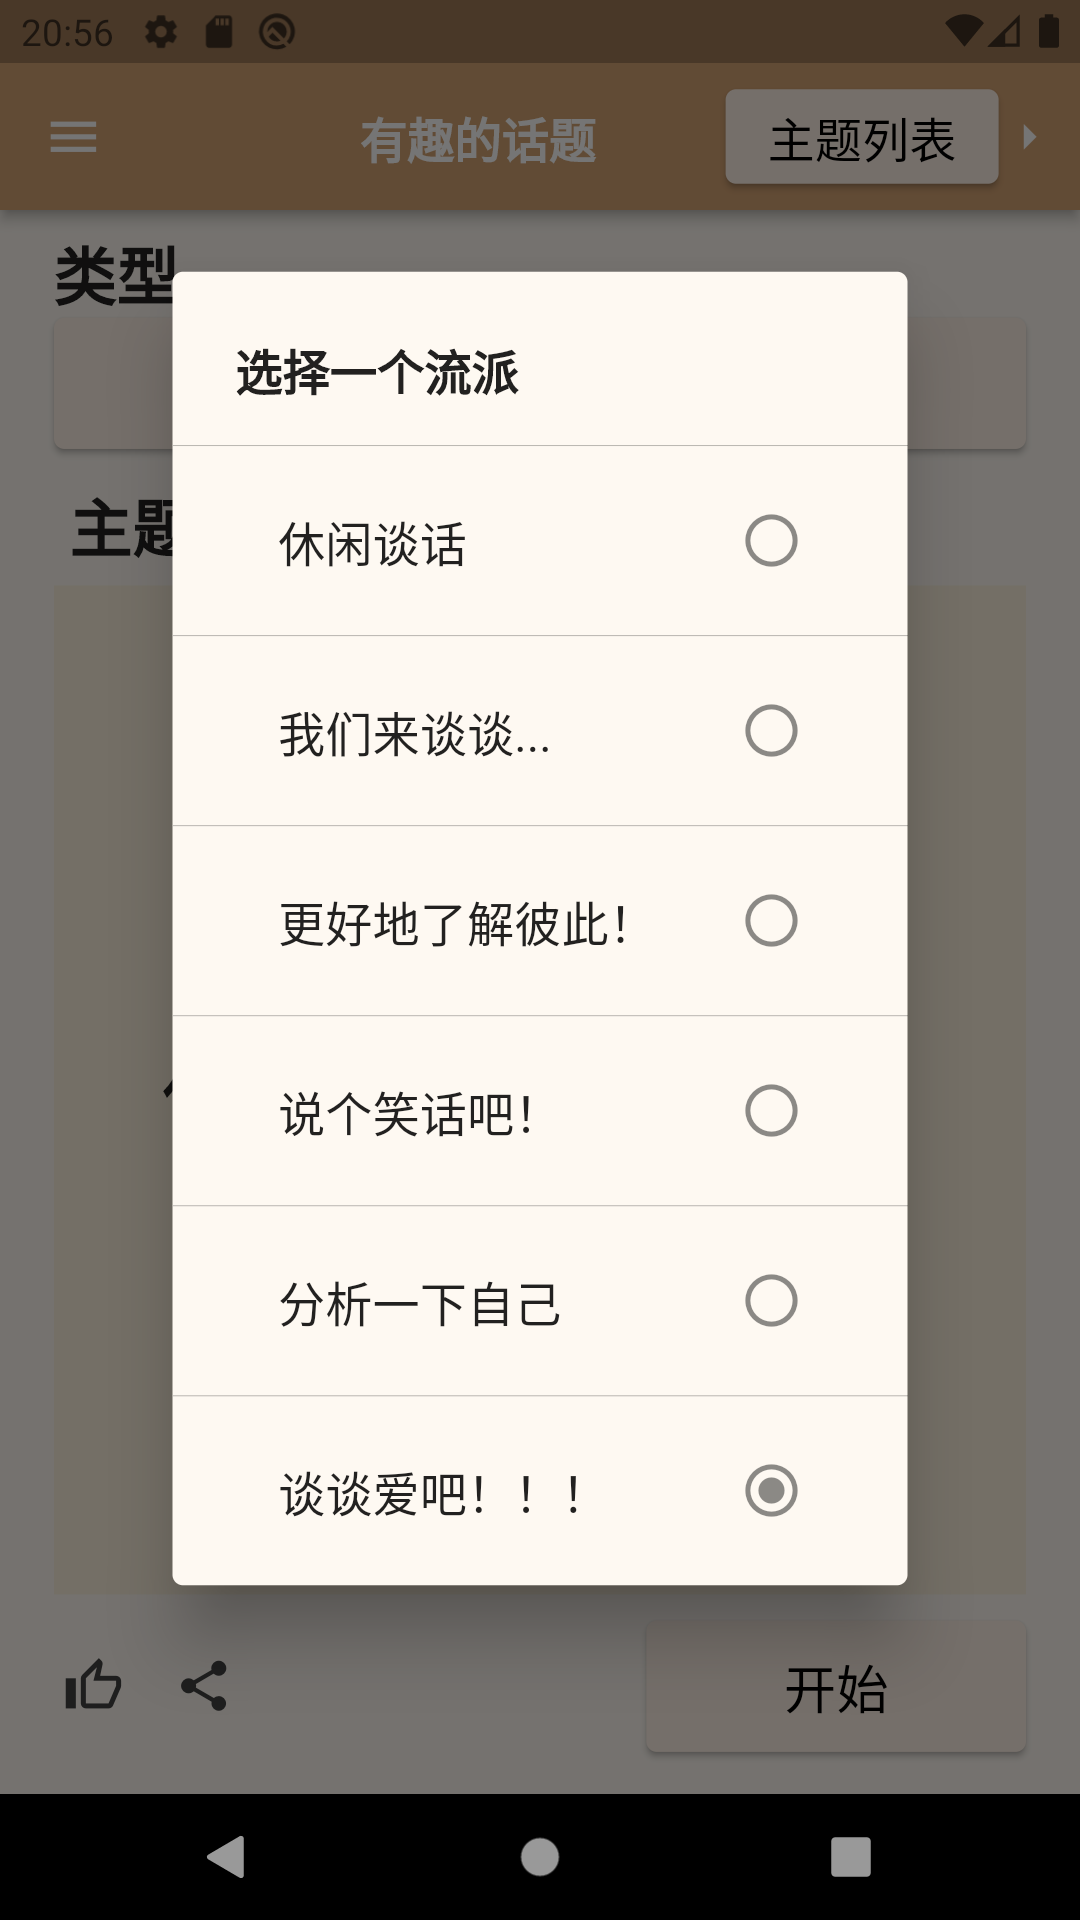 20:56
有趣的话题
主题列表
类型
选择一个流派
主题
休闲谈话
我们来谈谈...
更好地了解彼此！
说个笑话吧！
分析一下自己
谈谈爱吧！！！
开始